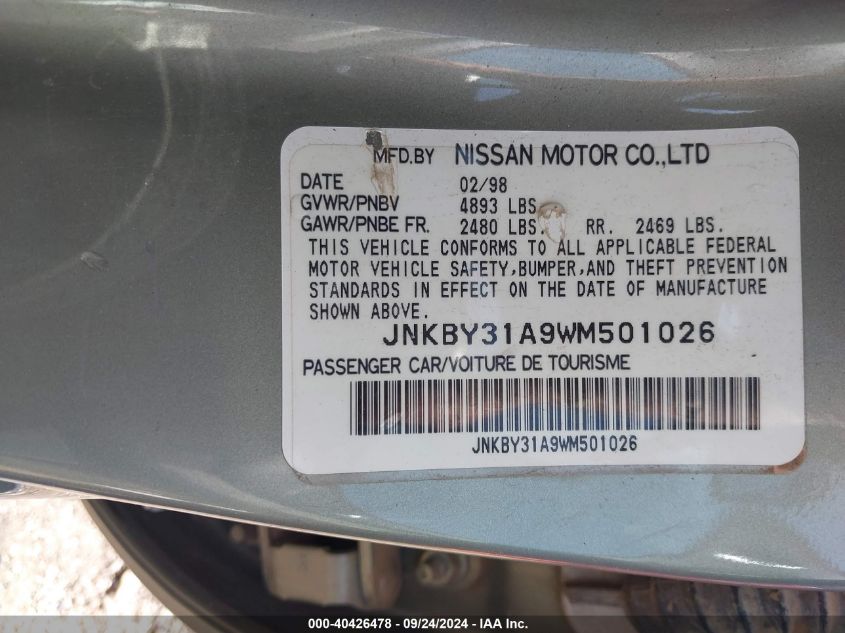 MFD.BY NISSAN MOTOR CO.,LTD
DATE 02/98
GVWR/PNBV 4893 LBS.
GAWR/PNBE FR. 2480 LBS. RR. 2469 LBS.
THIS VEHICLE CONFORMS TO ALL APPLICABLE FEDERAL
MOTOR VEHICLE SAFETY,BUMPER,AND THEFT PREVENTION
STANDARDS IN EFFECT ON THE DATE OF MANUFACTURE
SHOWN ABOVE.
JNKBY31A9WM501026
PASSENGER CAR/VOITURE DE TOURISME
JNKBY31A9WM501026
000-40426478 - 09/24/2024 - IAA Inc.